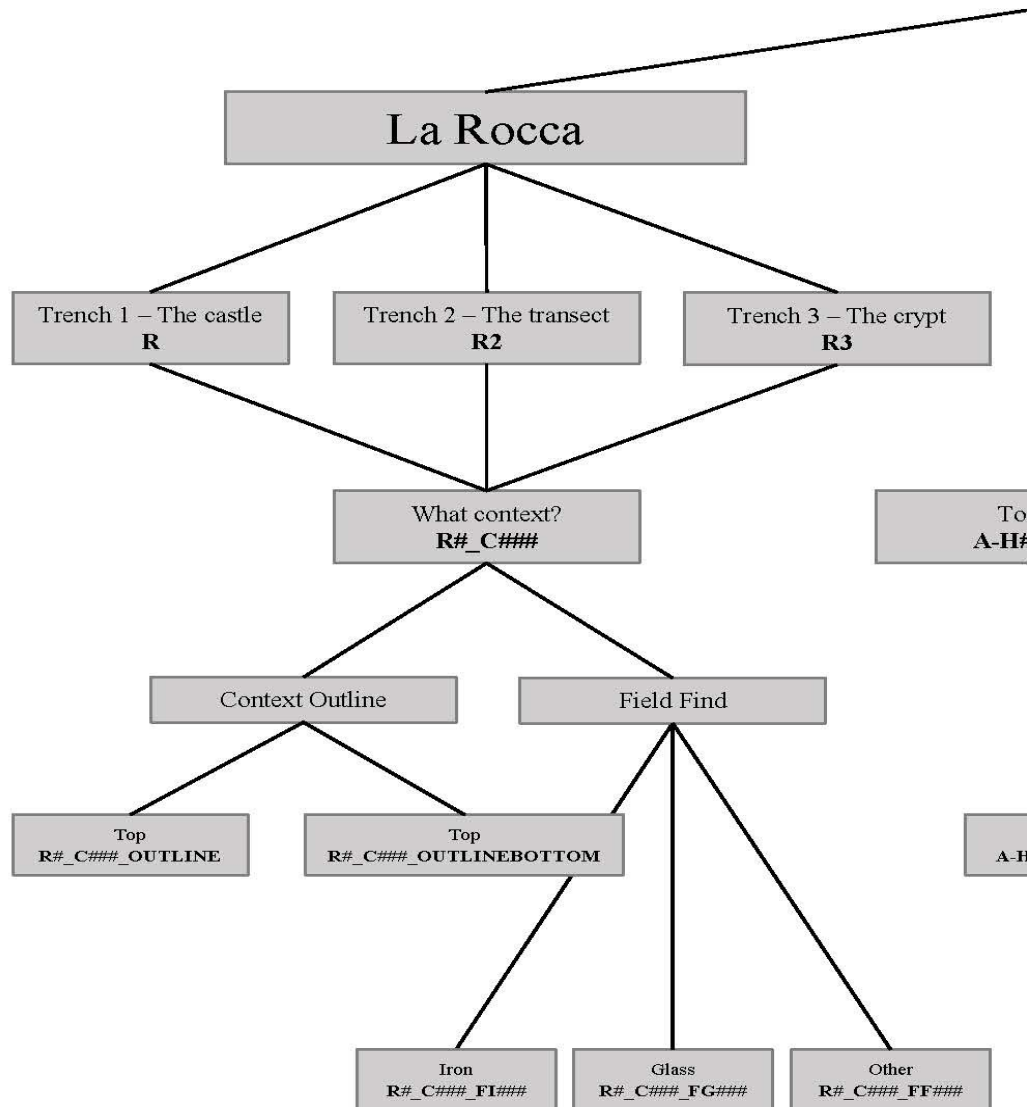 La Rocca
Trench 1 – The castle
R
Trench 2 – The transect
R2
Trench 3 – The crypt
R3
What context?
R#_C###
To
A-H#
Context Outline
Field Find
Top
R#_C###_OUTLINE
Top
R#_C###_OUTLINEBOTTOM
A-H
Iron
R#_C###_FI###
Glass
R#_C###_FG###
Other
R#_C###_FF###